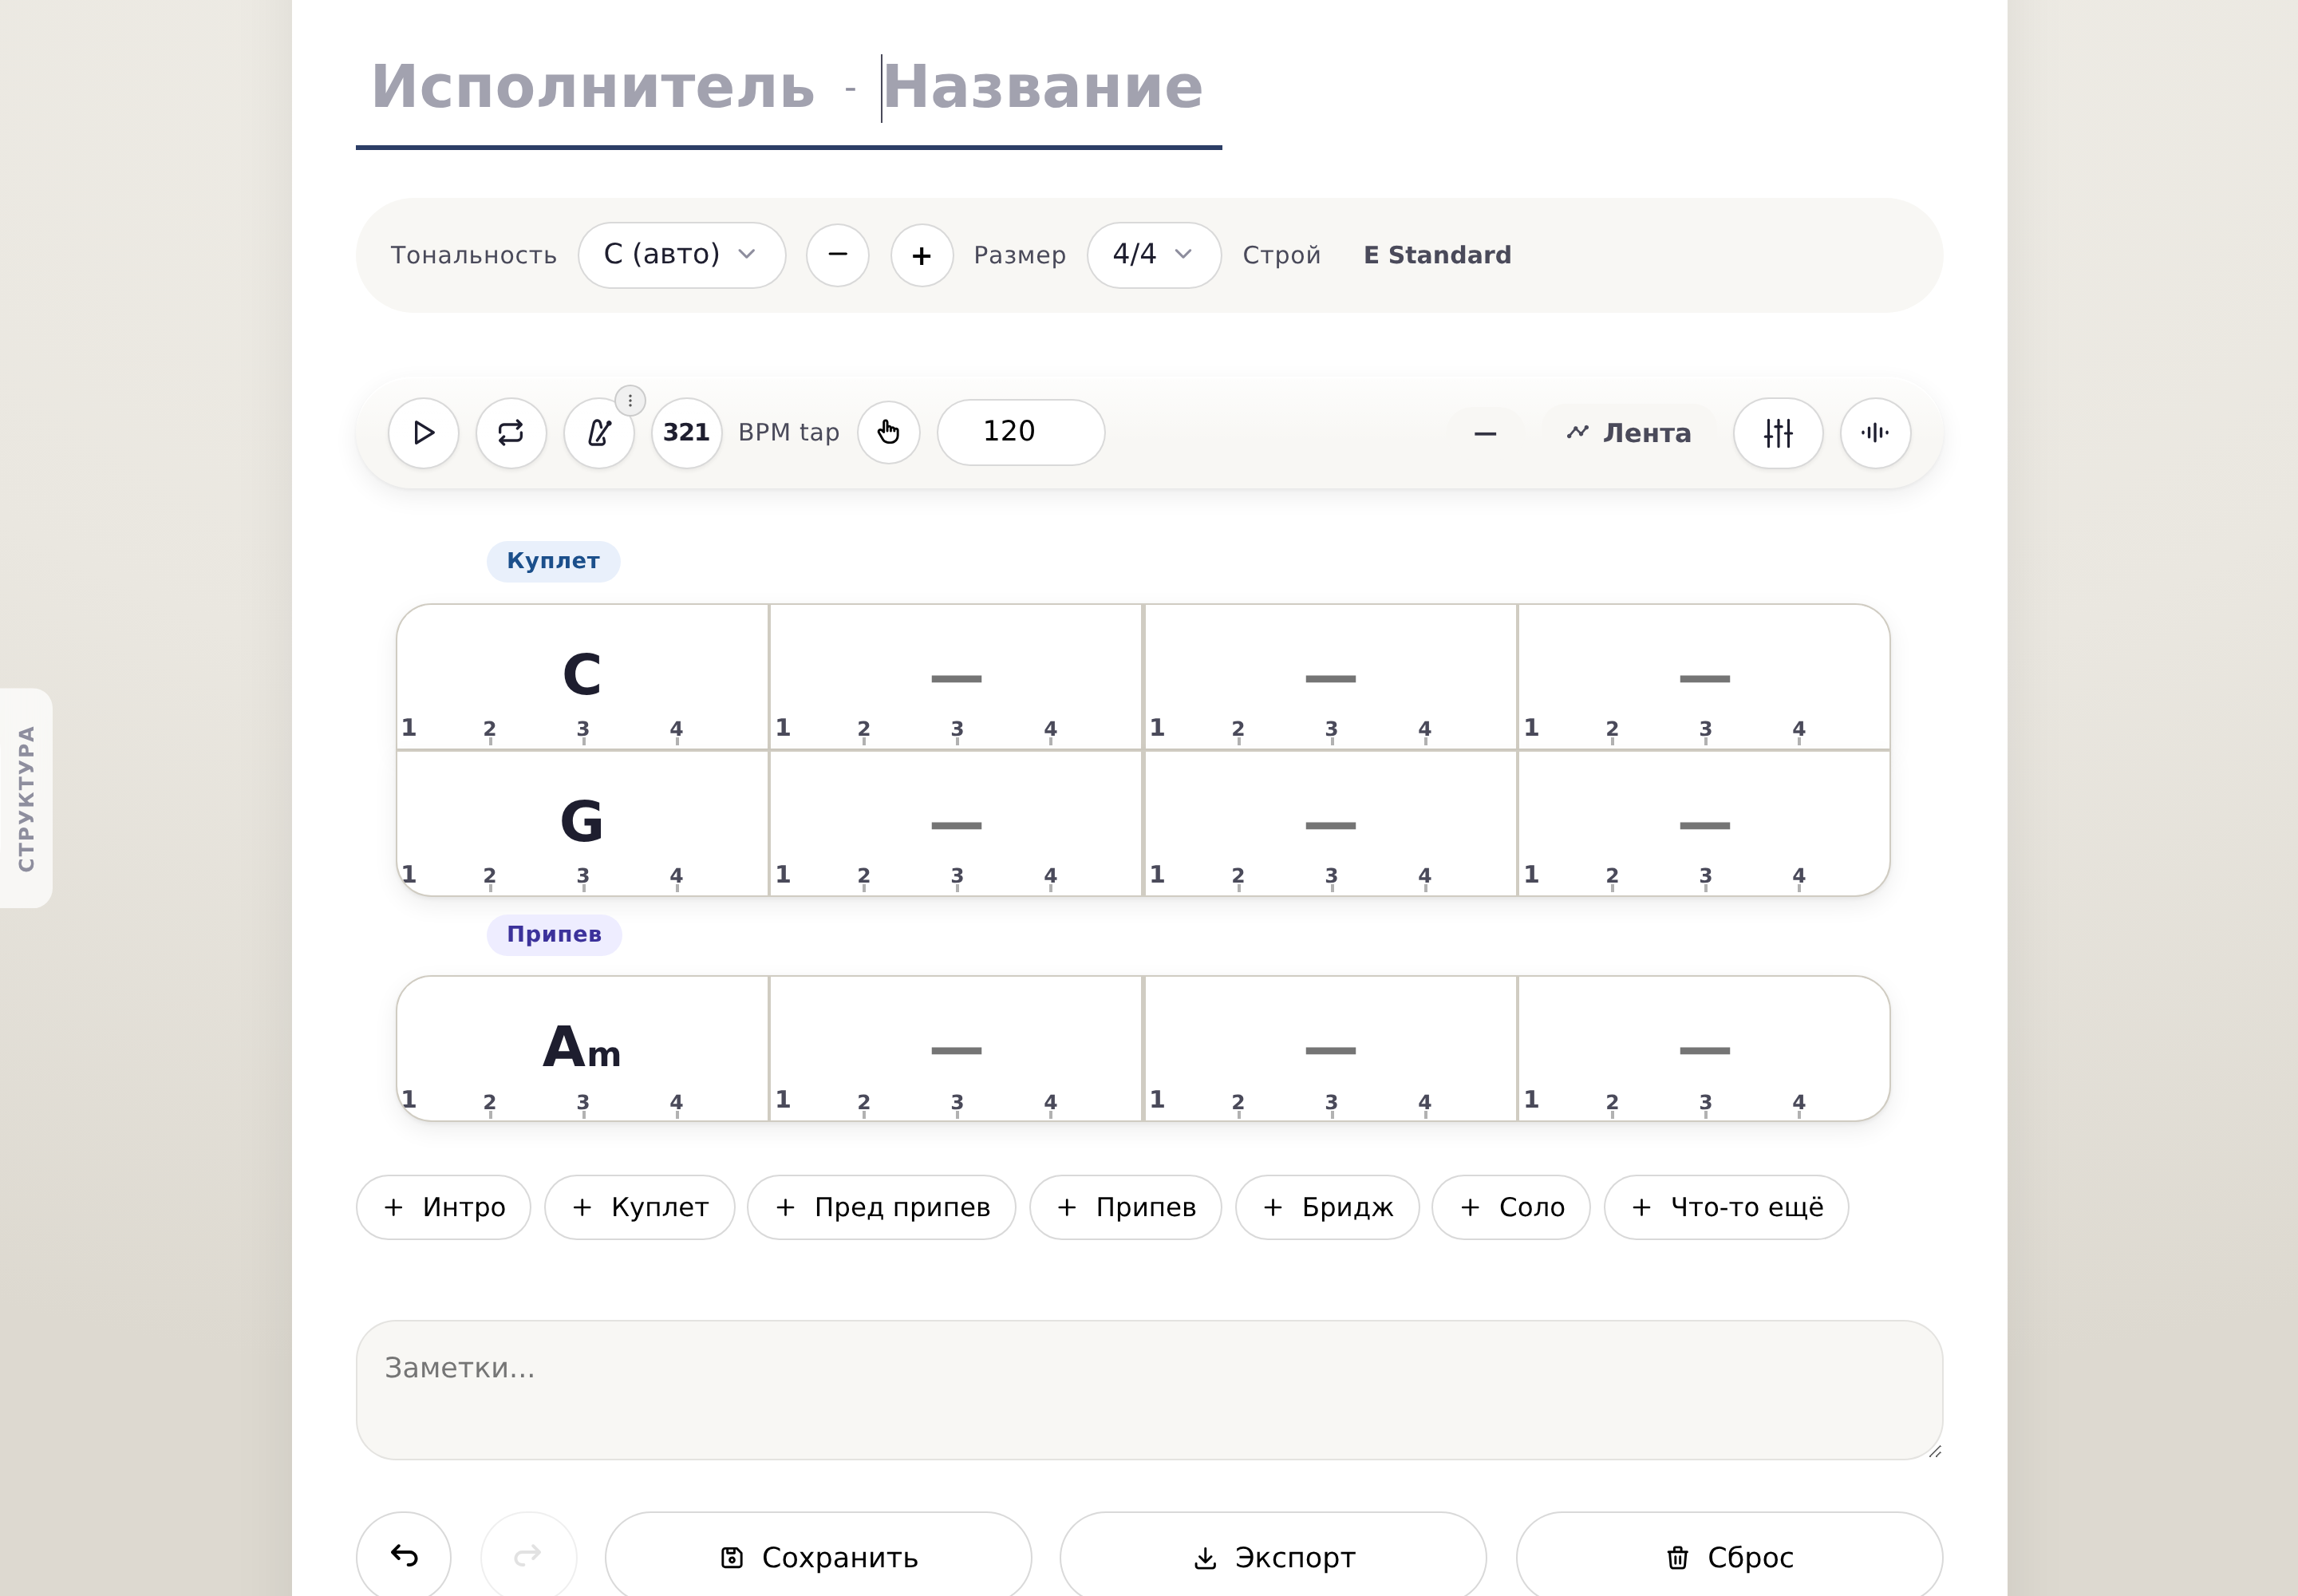 Исполнитель - Название
Тональность C (авто) − + Размер 4/4 Строй E Standard
321 BPM tap 120 — Лента
Куплет
C — — —
1 2 3 4 1 2 3 4 1 2 3 4 1 2 3 4
G — — —
1 2 3 4 1 2 3 4 1 2 3 4 1 2 3 4
Припев
Am — — —
1 2 3 4 1 2 3 4 1 2 3 4 1 2 3 4
СТРУКТУРА
+ Интро + Куплет + Пред припев + Припев + Бридж + Соло + Что-то ещё
Заметки...
Сохранить Экспорт Сброс